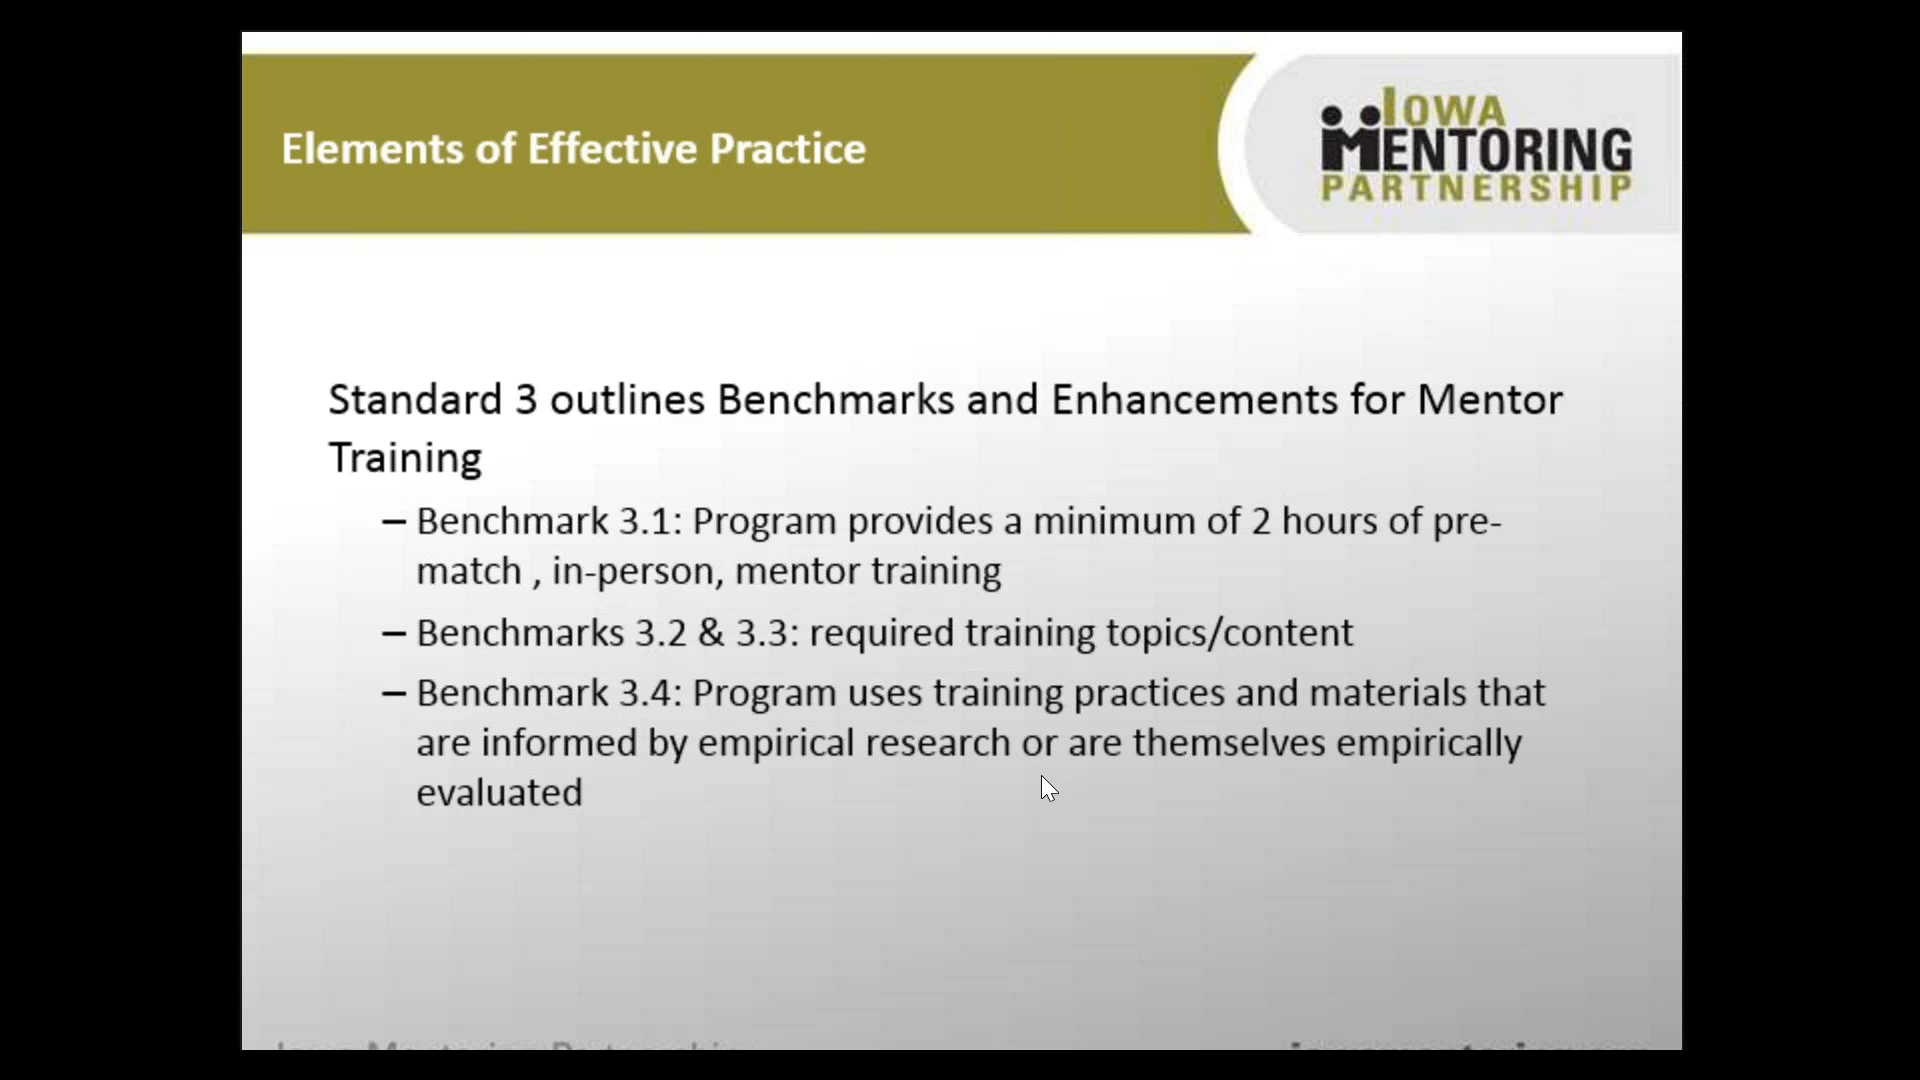 Elements of Effective Practice
IOWA
MENTORING
PARTNERSHIP
Standard 3 outlines Benchmarks and Enhancements for Mentor
Training
– Benchmark 3.1: Program provides a minimum of 2 hours of pre-
match , in-person, mentor training
– Benchmarks 3.2 & 3.3: required training topics/content
– Benchmark 3.4: Program uses training practices and materials that
are informed by empirical research or are themselves empirically
evaluated
Iowa Mentoring Partnership